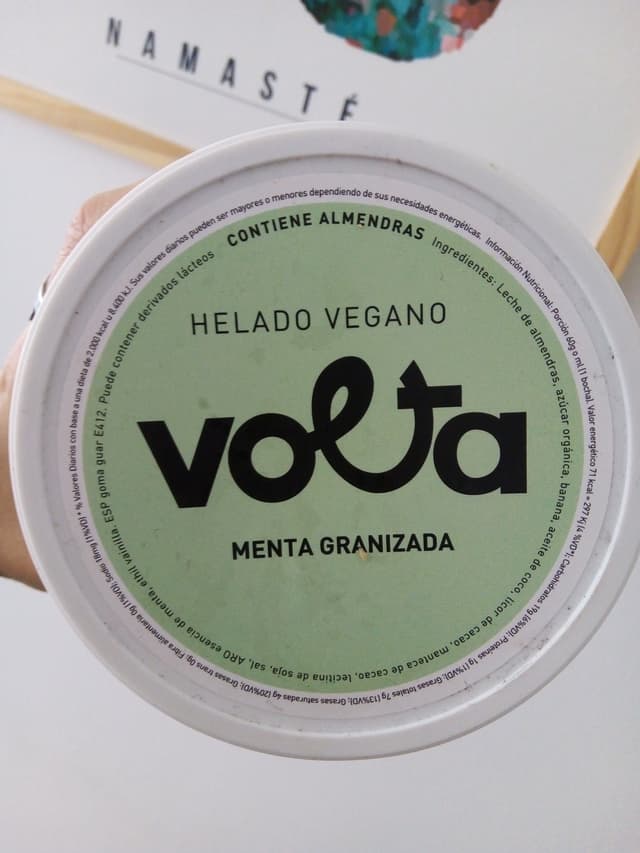 NAMASTÉ
CONTIENE ALMENDRAS
HELADO VEGANO
volta
MENTA GRANIZADA
Ingredientes: Leche de almendras, azúcar orgánica, banana, aceite de coco, licor de cacao, manteca de cacao, lecitina de soja, sal, ARO esencia de menta, ethil vainilla, ESP goma guar E412. Puede contener derivados lácteos
Información Nutricional: Porción 60g o ml (1 bocha). Valor energético 71 kcal = 297 Kj (4 %VD*); Carbohidratos 19g (6%VD); Proteínas 1g (1%VD); Grasas totales 7g (13%VD); Grasas saturadas 4g (20%VD); Grasas trans 0g; Fibra alimentaria 0g (1%VD); Sodio 18mg (1%VD) * % Valores Diarios con base a una dieta de 2.000 kcal u 8.400 kJ. Sus valores diarios pueden ser mayores o menores dependiendo de sus necesidades energéticas.